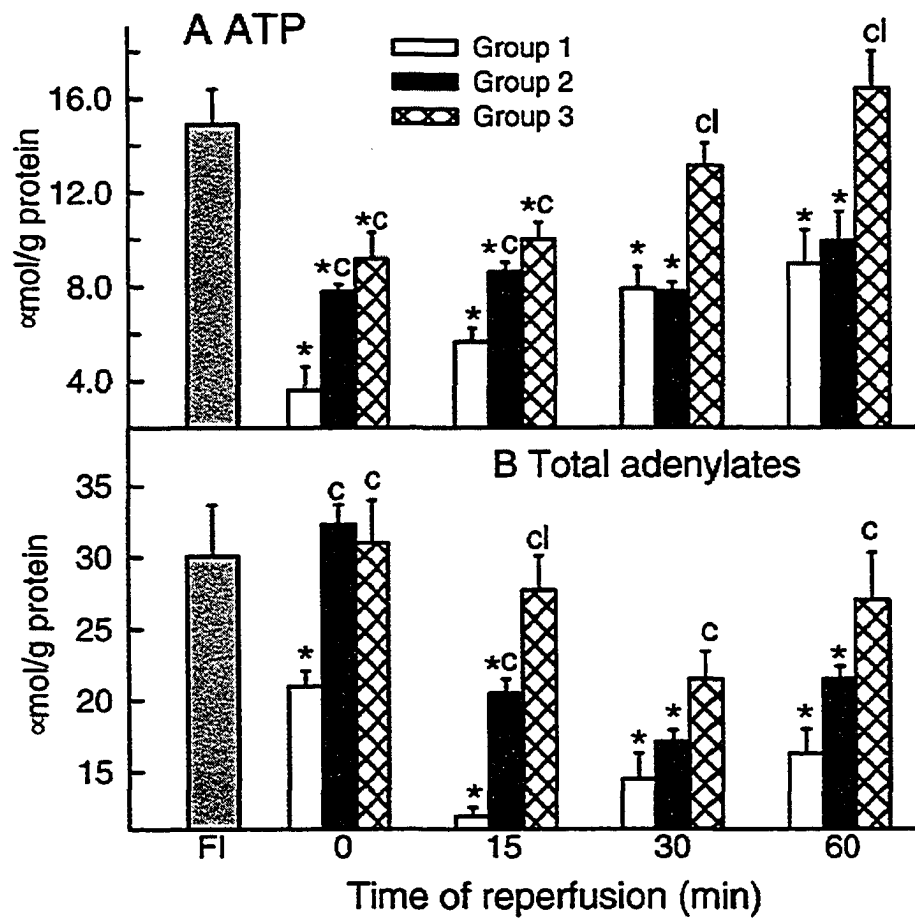 A ATP
Group 1
Group 2
Group 3
αmol/g protein
16.0
12.0
8.0
4.0
* *c *c
* *c *c
* * cl
* * cl
B Total adenylates
αmol/g protein
35
30
25
20
15
* c c
* *c cl
* * c
* * c
FI 0 15 30 60
Time of reperfusion (min)